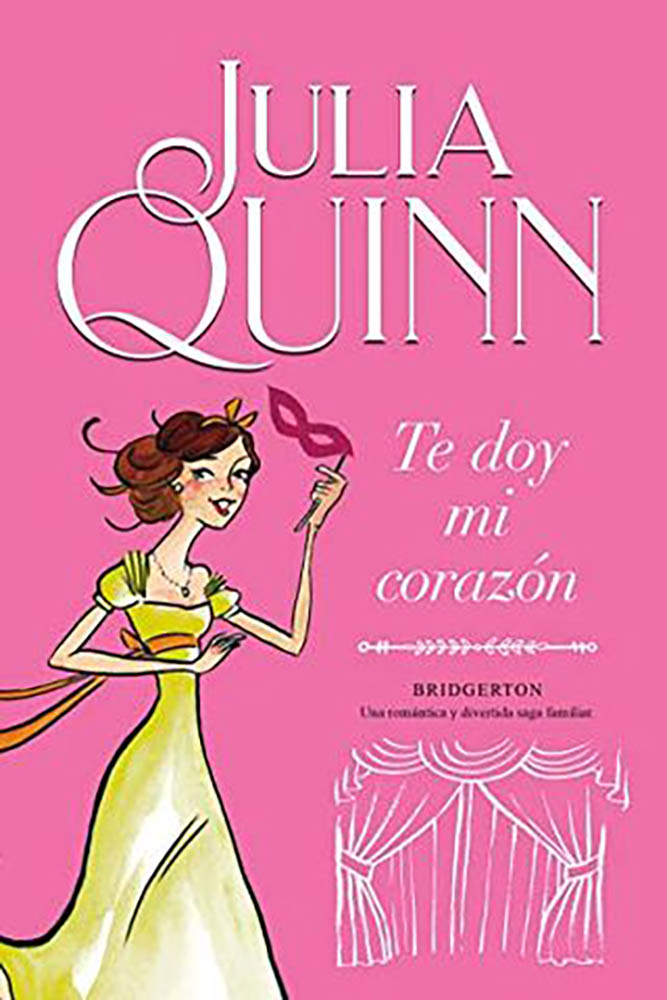 JULIA
QUINN
Te doy
mi
corazón
BRIDGERTON
Una romántica y divertida saga familiar